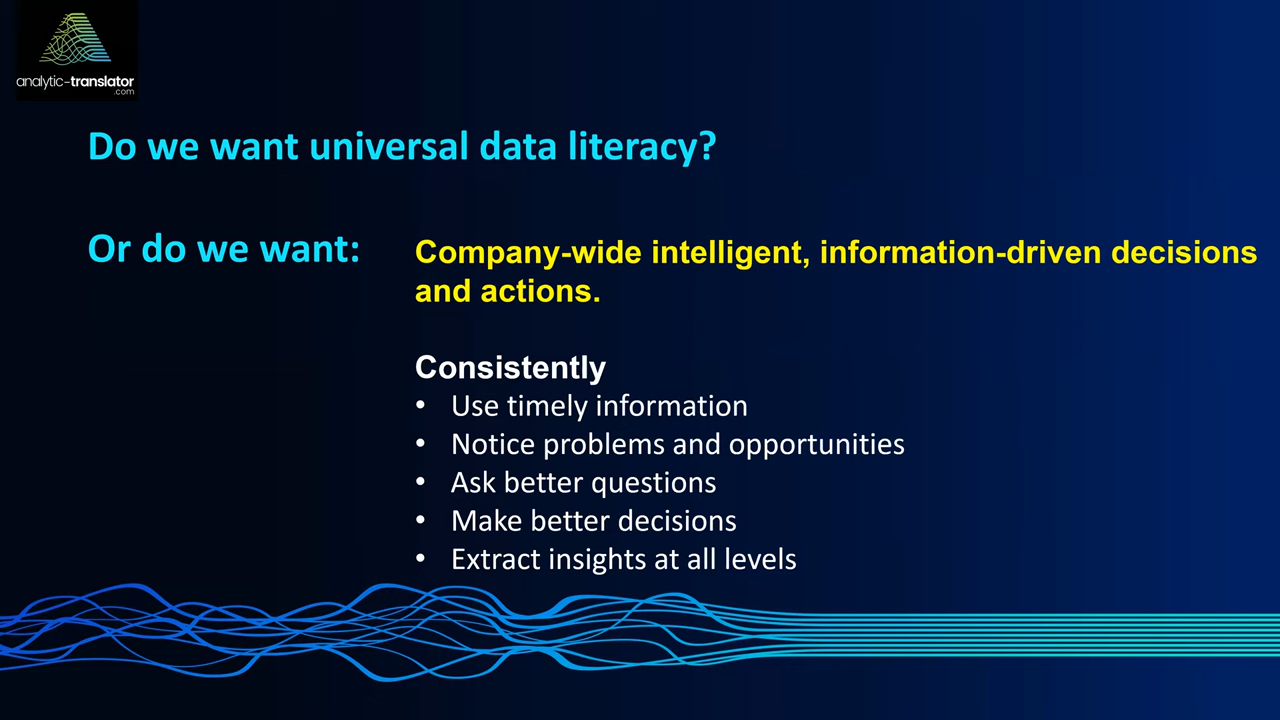 analytic-translator
.com
Do we want universal data literacy?
Or do we want:
Company-wide intelligent, information-driven decisions
and actions.
Consistently
• Use timely information
• Notice problems and opportunities
• Ask better questions
• Make better decisions
• Extract insights at all levels